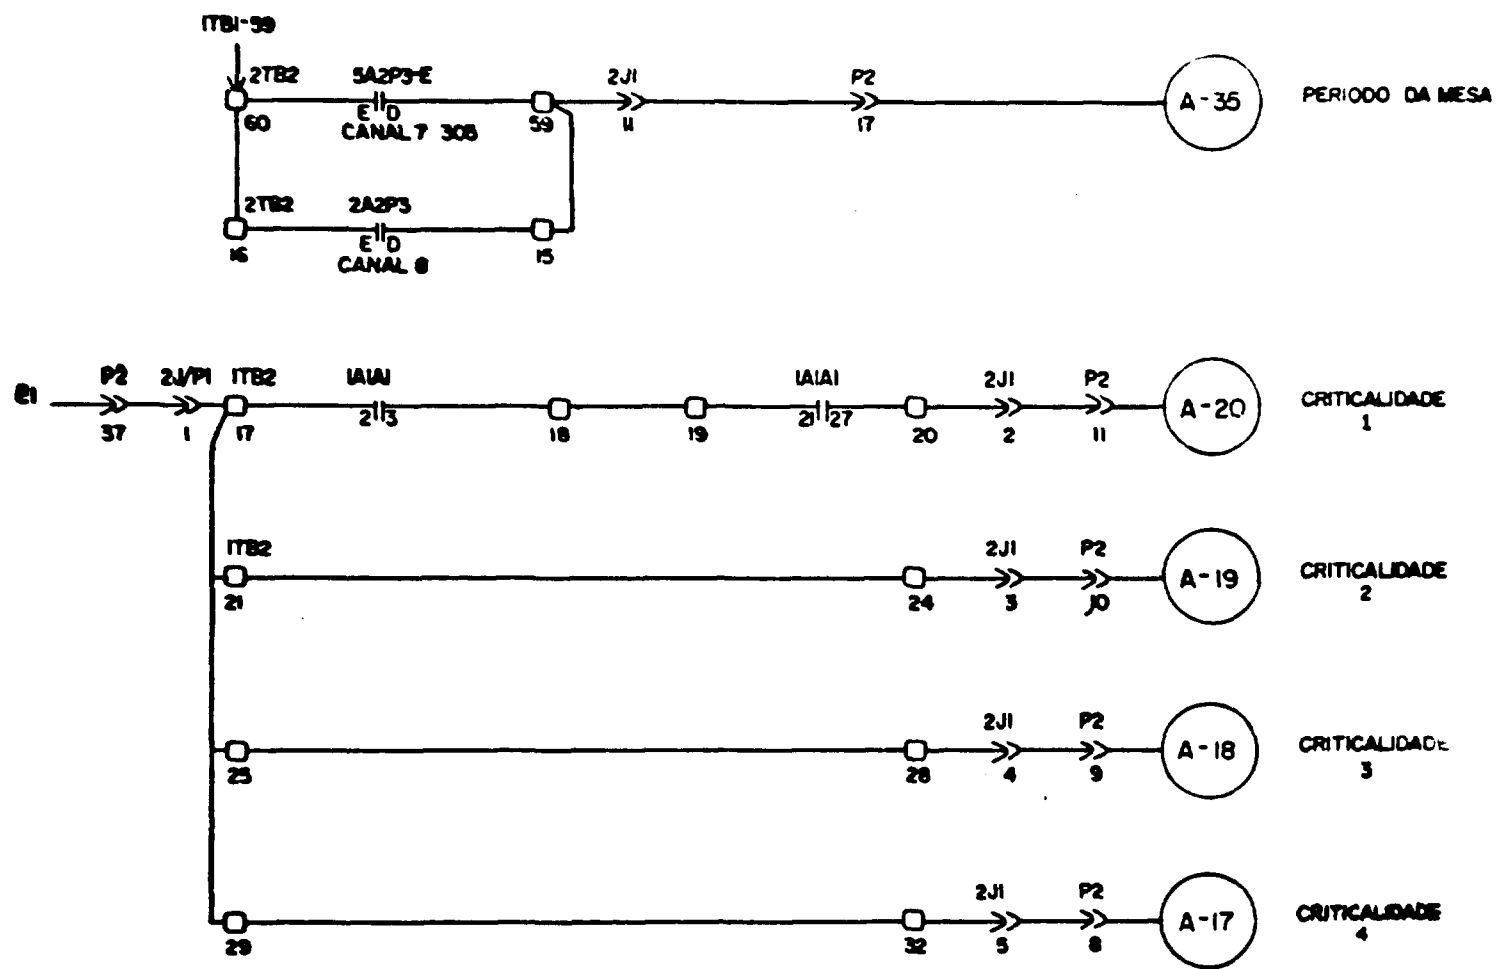 1TB1-59
2TB2 5A2P3-E 2J1 P2
A-35 PERIODO DA MESA
60 E D 59 11 17
CANAL 7 305
2TB2 2A2P3
16 E D 15
CANAL 8
P2 2J/P1 1TB2 1A1A1 1A1A1 2J1 P2
A-20 CRITICALIDADE
1
37 1 17 2 3 18 19 21 27 20 2 11
1TB2 2J1 P2
A-19 CRITICALIDADE
2
21 24 3 10
2J1 P2
A-18 CRITICALIDADE
3
25 28 4 9
2J1 P2
A-17 CRITICALIDADE
4
29 32 5 8